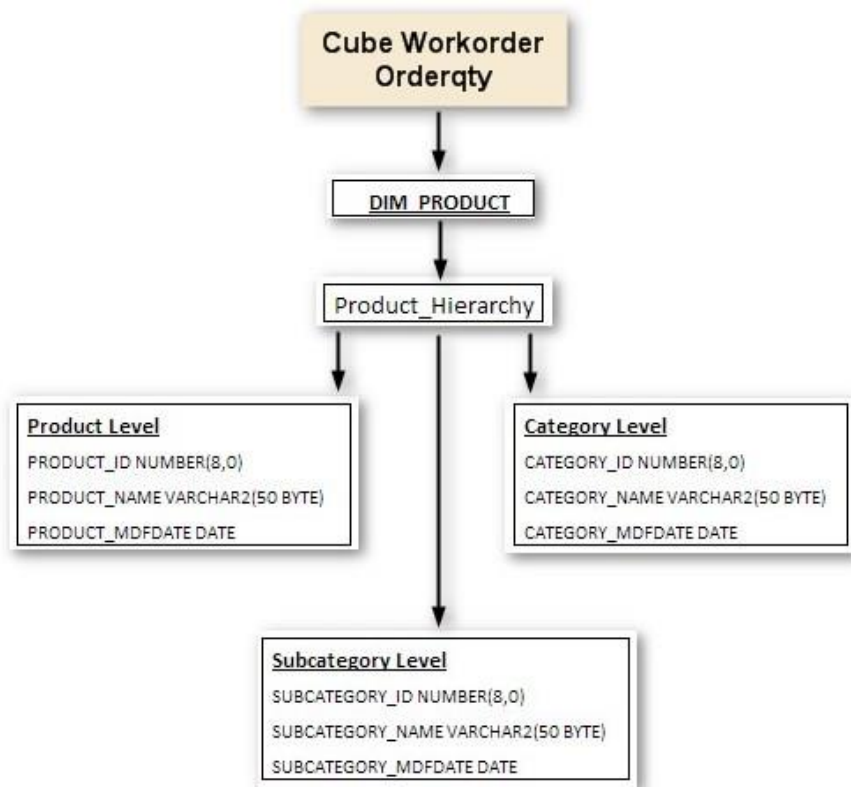 Cube Workorder
Orderqty
DIM_PRODUCT
Product_Hierarchy
Product Level
PRODUCT_ID NUMBER(8,0)
PRODUCT_NAME VARCHAR2(50 BYTE)
PRODUCT_MDFDATE DATE
Category Level
CATEGORY_ID NUMBER(8,0)
CATEGORY_NAME VARCHAR2(50 BYTE)
CATEGORY_MDFDATE DATE
Subcategory Level
SUBCATEGORY_ID NUMBER(8,0)
SUBCATEGORY_NAME VARCHAR2(50 BYTE)
SUBCATEGORY_MDFDATE DATE